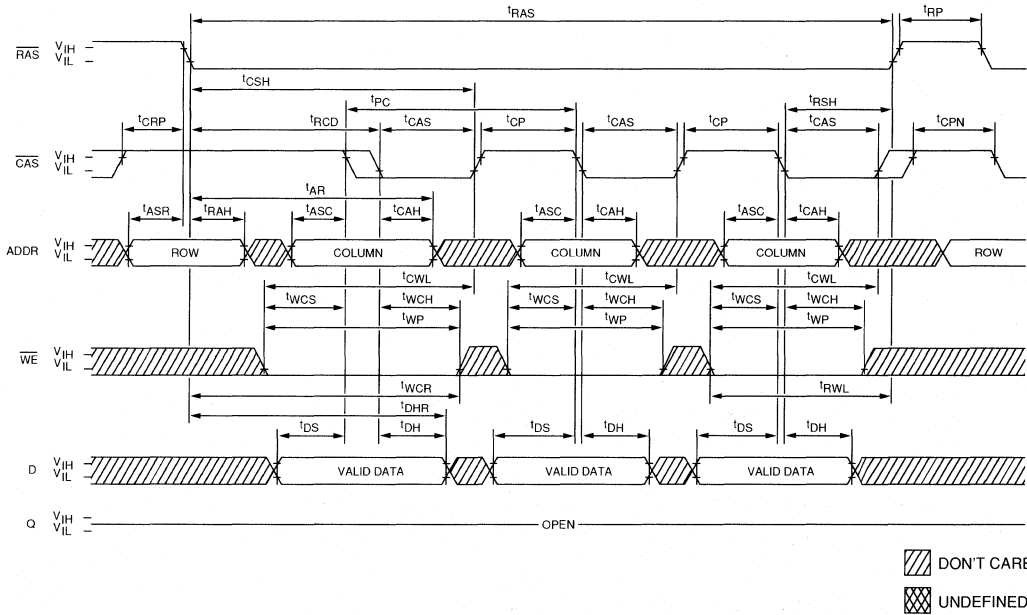 tRAS
tRP
RAS VIH
VIL
tCSH
tPC
tRSH
tCRP tRCD tCAS tCP tCAS tCP tCAS tCPN
CAS VIH
VIL
tAR
tASR tRAH tASC tCAH tASC tCAH tASC tCAH
ADDR VIH
VIL
ROW COLUMN COLUMN COLUMN ROW
tCWL tCWL tCWL
tWCS tWCH tWCS tWCH tWCS tWCH
tWP tWP tWP
WE VIH
VIL
tWCR tRWL
tDHR
tDS tDH tDS tDH tDS tDH
D VIH
VIL
VALID DATA VALID DATA VALID DATA
Q VIH
VIL
OPEN
DON'T CARE
UNDEFINED